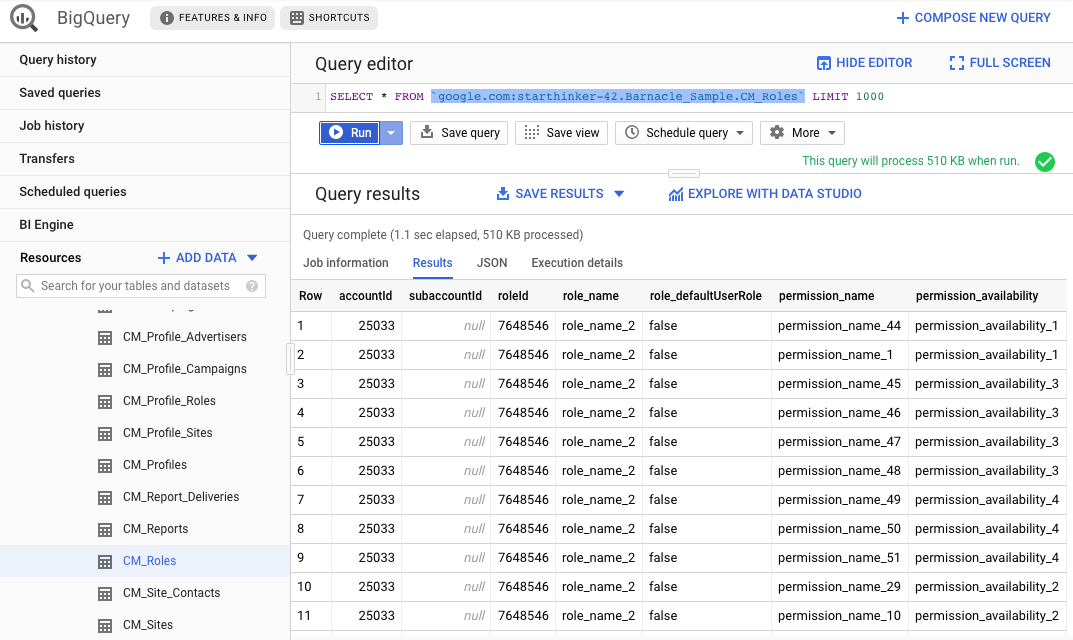 BigQuery
FEATURES & INFO
SHORTCUTS
COMPOSE NEW QUERY
Query history
Saved queries
Job history
Transfers
Scheduled queries
BI Engine
Resources
ADD DATA
Search for your tables and datasets
CM_Profile_Advertisers
CM_Profile_Campaigns
CM_Profile_Roles
CM_Profile_Sites
CM_Profiles
CM_Report_Deliveries
CM_Reports
CM_Roles
CM_Site_Contacts
CM_Sites
Query editor
HIDE EDITOR
FULL SCREEN
1 SELECT * FROM `google.com:starthinker-42.Barnacle_Sample.CM_Roles` LIMIT 1000
Run
Save query
Save view
Schedule query
More
This query will process 510 KB when run.
Query results
SAVE RESULTS
EXPLORE WITH DATA STUDIO
Query complete (1.1 sec elapsed, 510 KB processed)
Job information Results JSON Execution details
Row accountId subaccountId roleId role_name role_defaultUserRole permission_name permission_availability
1 25033 null 7648546 role_name_2 false permission_name_44 permission_availability_1
2 25033 null 7648546 role_name_2 false permission_name_1 permission_availability_1
3 25033 null 7648546 role_name_2 false permission_name_45 permission_availability_3
4 25033 null 7648546 role_name_2 false permission_name_46 permission_availability_3
5 25033 null 7648546 role_name_2 false permission_name_47 permission_availability_3
6 25033 null 7648546 role_name_2 false permission_name_48 permission_availability_3
7 25033 null 7648546 role_name_2 false permission_name_49 permission_availability_4
8 25033 null 7648546 role_name_2 false permission_name_50 permission_availability_4
9 25033 null 7648546 role_name_2 false permission_name_51 permission_availability_4
10 25033 null 7648546 role_name_2 false permission_name_29 permission_availability_2
11 25033 null 7648546 role_name_2 false permission_name_10 permission_availability_2